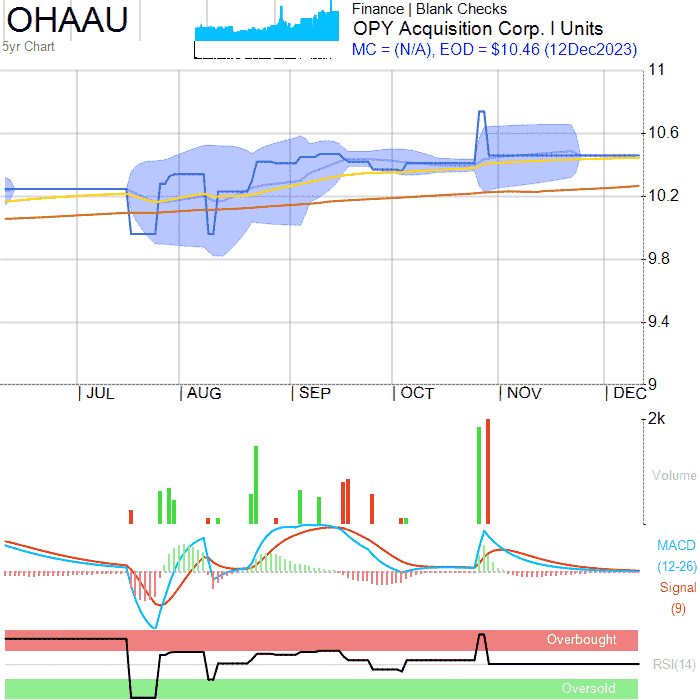 OHAAU
5yr Chart
Finance | Blank Checks
OPY Acquisition Corp. I Units
MC = (N/A), EOD = $10.46 (12Dec2023)
11
10.6
10.2
9.8
9.4
9
| JUL | AUG | SEP | OCT | NOV | DEC
2k
Volume
MACD
(12-26)
Signal
(9)
Overbought
RSI(14)
Oversold